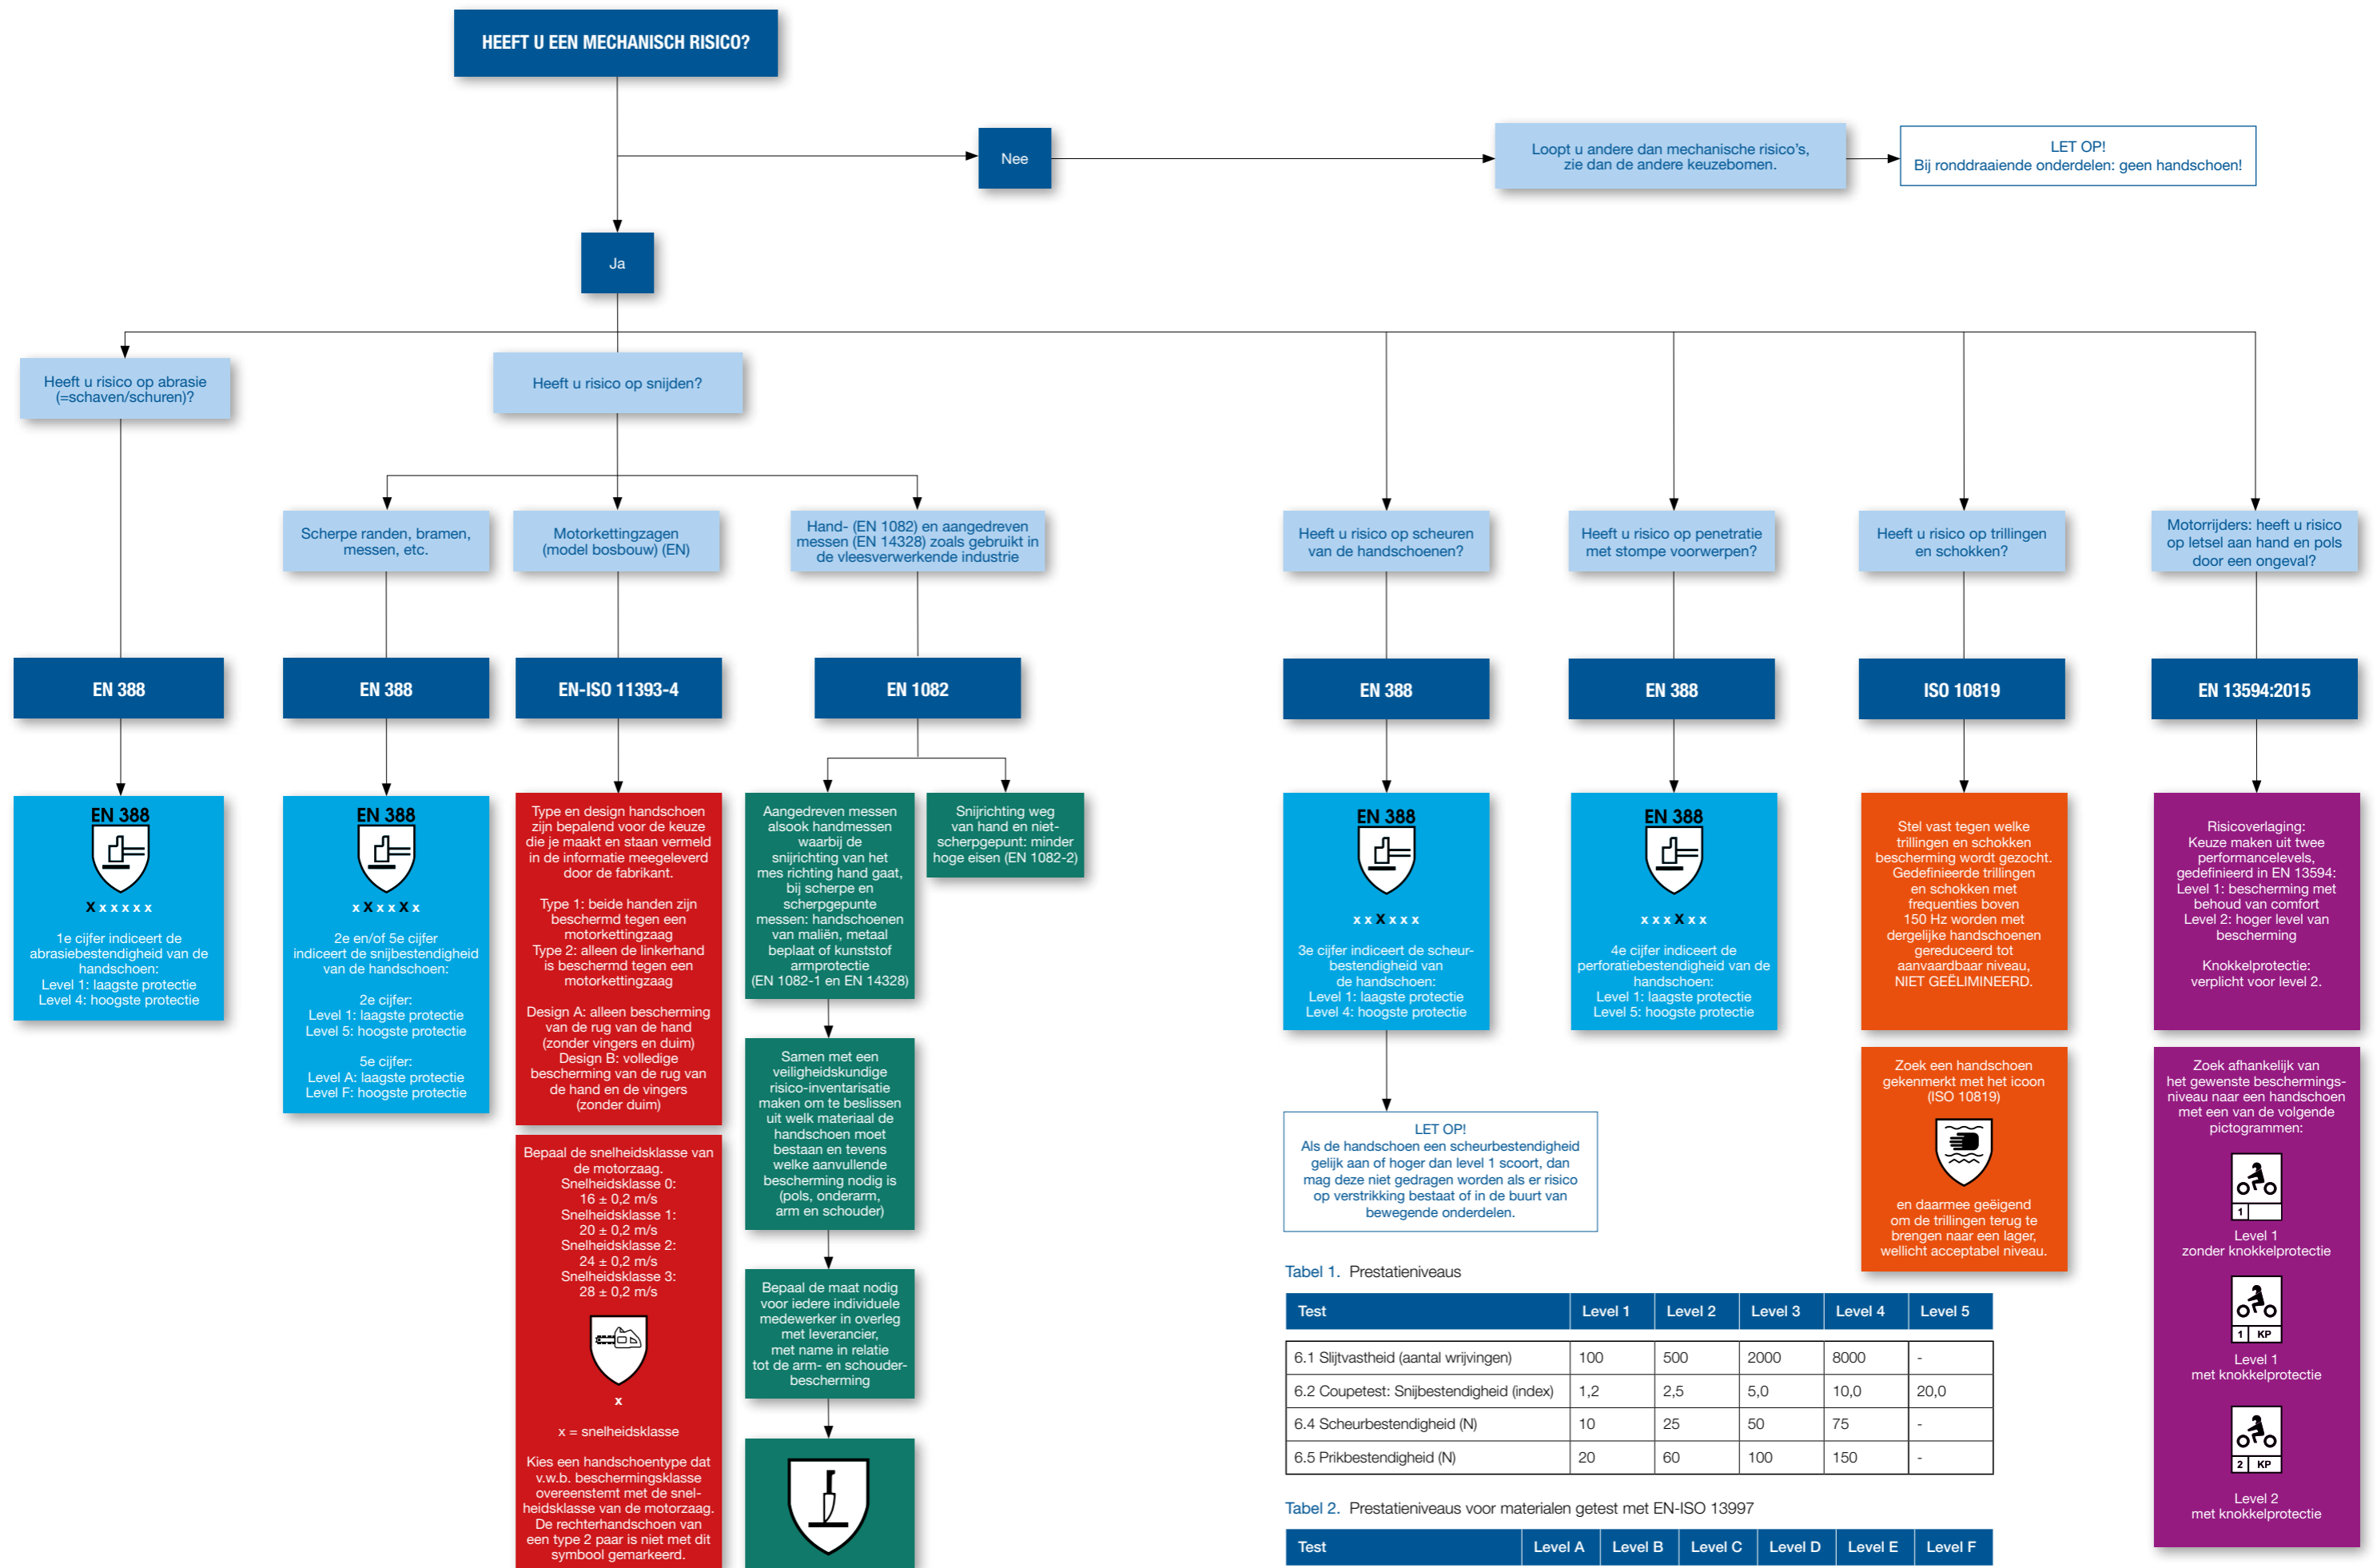 HEEFT U EEN MECHANISCH RISICO?
Nee
Loopt u andere dan mechanische risico's,
zie dan de andere keuzebomen.
LET OP!
Bij ronddraaiende onderdelen: geen handschoen!
Ja
Heeft u risico op abrasie
(=schaven/schuren)?
Heeft u risico op snijden?
Scherpe randen, bramen,
messen, etc.
Motorkettingzagen
(model bosbouw) (EN)
Hand- (EN 1082) en aangedreven
messen (EN 14328) zoals gebruikt in
de vleesverwerkende industrie
Heeft u risico op scheuren
van de handschoenen?
Heeft u risico op penetratie
met stompe voorwerpen?
Heeft u risico op trillingen
en schokken?
Motorrijders: heeft u risico
op letsel aan hand en pols
door een ongeval?
EN 388
EN 388
EN-ISO 11393-4
EN 1082
EN 388
EN 388
ISO 10819
EN 13594:2015
EN 388
X x x x x x
1e cijfer indiceert de
abrasiebestendigheid van de
handschoen:
Level 1: laagste protectie
Level 4: hoogste protectie
EN 388
x X x x X x
2e en/of 5e cijfer
indiceert de snijbestendigheid
van de handschoen:
2e cijfer:
Level 1: laagste protectie
Level 5: hoogste protectie
5e cijfer:
Level A: laagste protectie
Level F: hoogste protectie
Type en design handschoen
zijn bepalend voor de keuze
die je maakt en staan vermeld
in de informatie meegeleverd
door de fabrikant.
Type 1: beide handen zijn
beschermd tegen een
motorkettingzaag
Type 2: alleen de linkerhand
is beschermd tegen een
motorkettingzaag
Design A: alleen bescherming
van de rug van de hand
(zonder vingers en duim)
Design B: volledige
bescherming van de rug van
de hand en de vingers
(zonder duim)
Bepaal de snelheidsklasse van
de motorzaag.
Snelheidsklasse 0:
16 ± 0,2 m/s
Snelheidsklasse 1:
20 ± 0,2 m/s
Snelheidsklasse 2:
24 ± 0,2 m/s
Snelheidsklasse 3:
28 ± 0,2 m/s
x
x = snelheidsklasse
Kies een handschoentype dat
v.w.b. beschermingsklasse
overeenstemt met de snel-
heidsklasse van de motorzaag.
De rechterhandschoen van
een type 2 paar is niet met dit
symbool gemarkeerd.
Aangedreven messen
alsook handmessen
waarbij de
snijrichting van het
mes richting hand gaat,
bij scherpe en
scherpgepunte
messen: handschoenen
van maliën, metaal
beplaat of kunststof
armprotectie
(EN 1082-1 en EN 14328)
Snijrichting weg
van hand en niet-
scherpgepunt: minder
hoge eisen (EN 1082-2)
Samen met een
veiligheidskundige
risico-inventarisatie
maken om te beslissen
uit welk materiaal de
handschoen moet
bestaan en tevens
welke aanvullende
bescherming nodig is
(pols, onderarm,
arm en schouder)
Bepaal de maat nodig
voor iedere individuele
medewerker in overleg
met leverancier,
met name in relatie
tot de arm- en schouder-
bescherming
EN 388
x x X x x x
3e cijfer indiceert de scheur-
bestendigheid van
de handschoen:
Level 1: laagste protectie
Level 4: hoogste protectie
LET OP!
Als de handschoen een scheurbestendigheid
gelijk aan of hoger dan level 1 scoort, dan
mag deze niet gedragen worden als er risico
op verstrikking bestaat of in de buurt van
bewegende onderdelen.
EN 388
x x x X x x
4e cijfer indiceert de
perforatiebestendigheid van de
handschoen:
Level 1: laagste protectie
Level 5: hoogste protectie
Stel vast tegen welke
trillingen en schokken
bescherming wordt gezocht.
Gedefinieerde trillingen
en schokken met
frequenties boven
150 Hz worden met
dergelijke handschoenen
gereduceerd tot
aanvaardbaar niveau,
NIET GEËLIMINEERD.
Zoek een handschoen
gekenmerkt met het icoon
(ISO 10819)
en daarmee geëigend
om de trillingen terug te
brengen naar een lager,
wellicht acceptabel niveau.
Risicoverlaging:
Keuze maken uit twee
performancelevels,
gedefinieerd in EN 13594:
Level 1: bescherming met
behoud van comfort
Level 2: hoger level van
bescherming
Knokkelprotectie:
verplicht voor level 2.
Zoek afhankelijk van
het gewenste beschermings-
niveau naar een handschoen
met een van de volgende
pictogrammen:
1
Level 1
zonder knokkelprotectie
1 KP
Level 1
met knokkelprotectie
2 KP
Level 2
met knokkelprotectie
Tabel 1. Prestatieniveaus
Test Level 1 Level 2 Level 3 Level 4 Level 5
6.1 Slijtvastheid (aantal wrijvingen) 100 500 2000 8000 -
6.2 Coupetest: Snijbestendigheid (index) 1,2 2,5 5,0 10,0 20,0
6.4 Scheurbestendigheid (N) 10 25 50 75 -
6.5 Prikbestendigheid (N) 20 60 100 150 -
Tabel 2. Prestatieniveaus voor materialen getest met EN-ISO 13997
Test Level A Level B Level C Level D Level E Level F